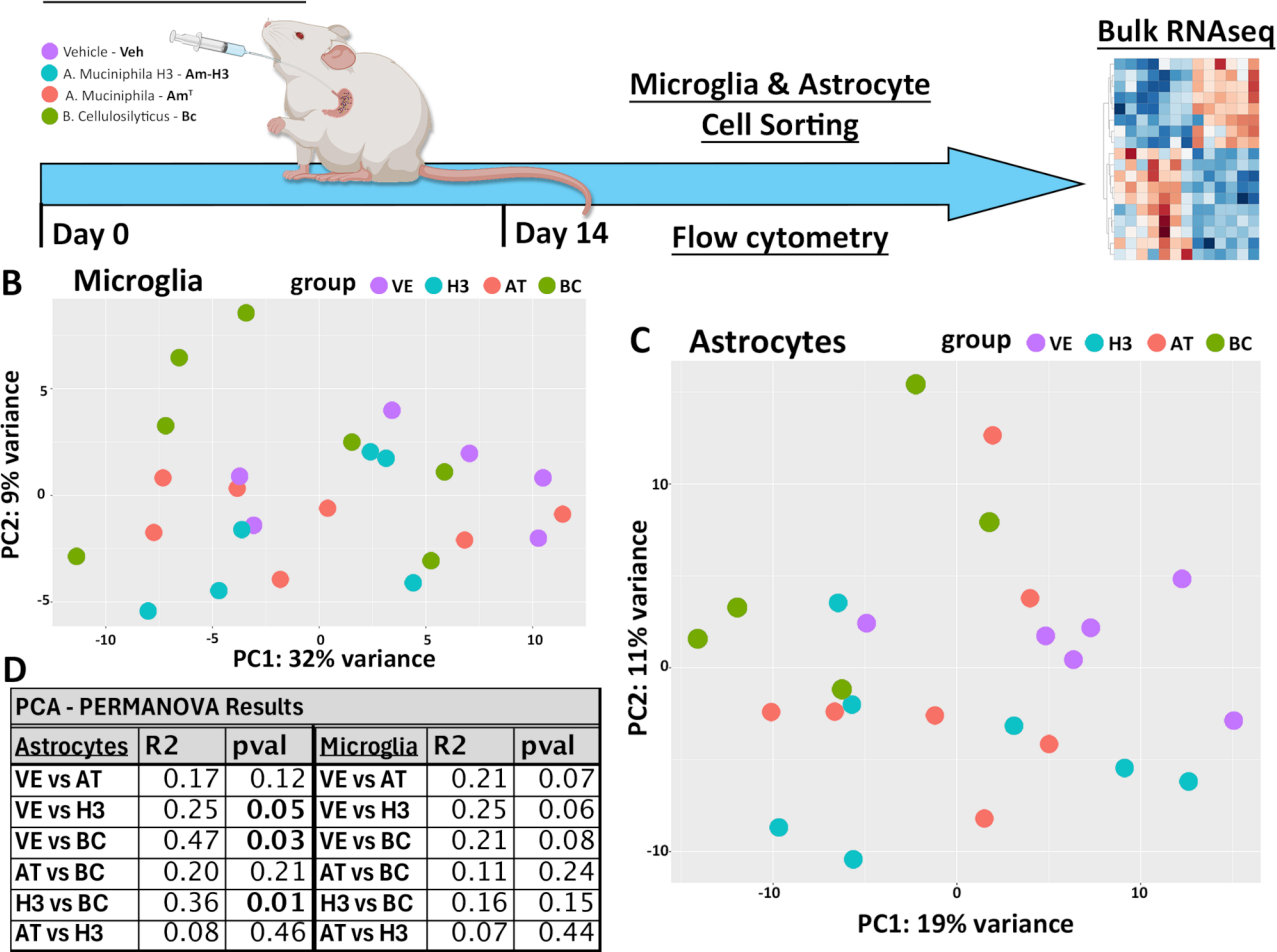 Bulk RNAseq
Vehicle - Veh
A. Muciniphila H3 - Am-H3
A. Muciniphila - Amᵀ
B. Cellulosilyticus - Bc
Microglia & Astrocyte
Cell Sorting
Day 0
Day 14
Flow cytometry
B
Microglia
group VE H3 AT BC
PC2: 9% variance
5
0
-5
-10 -5 0 5 10
PC1: 32% variance
C
Astrocytes
group VE H3 AT BC
PC2: 11% variance
10
0
-10
-10 0 10
PC1: 19% variance
D
PCA - PERMANOVA Results
Astrocytes R2 pval Microglia R2 pval
VE vs AT 0.17 0.12 VE vs AT 0.21 0.07
VE vs H3 0.25 0.05 VE vs H3 0.25 0.06
VE vs BC 0.47 0.03 VE vs BC 0.21 0.08
AT vs BC 0.20 0.21 AT vs BC 0.11 0.24
H3 vs BC 0.36 0.01 H3 vs BC 0.16 0.15
AT vs H3 0.08 0.46 AT vs H3 0.07 0.44